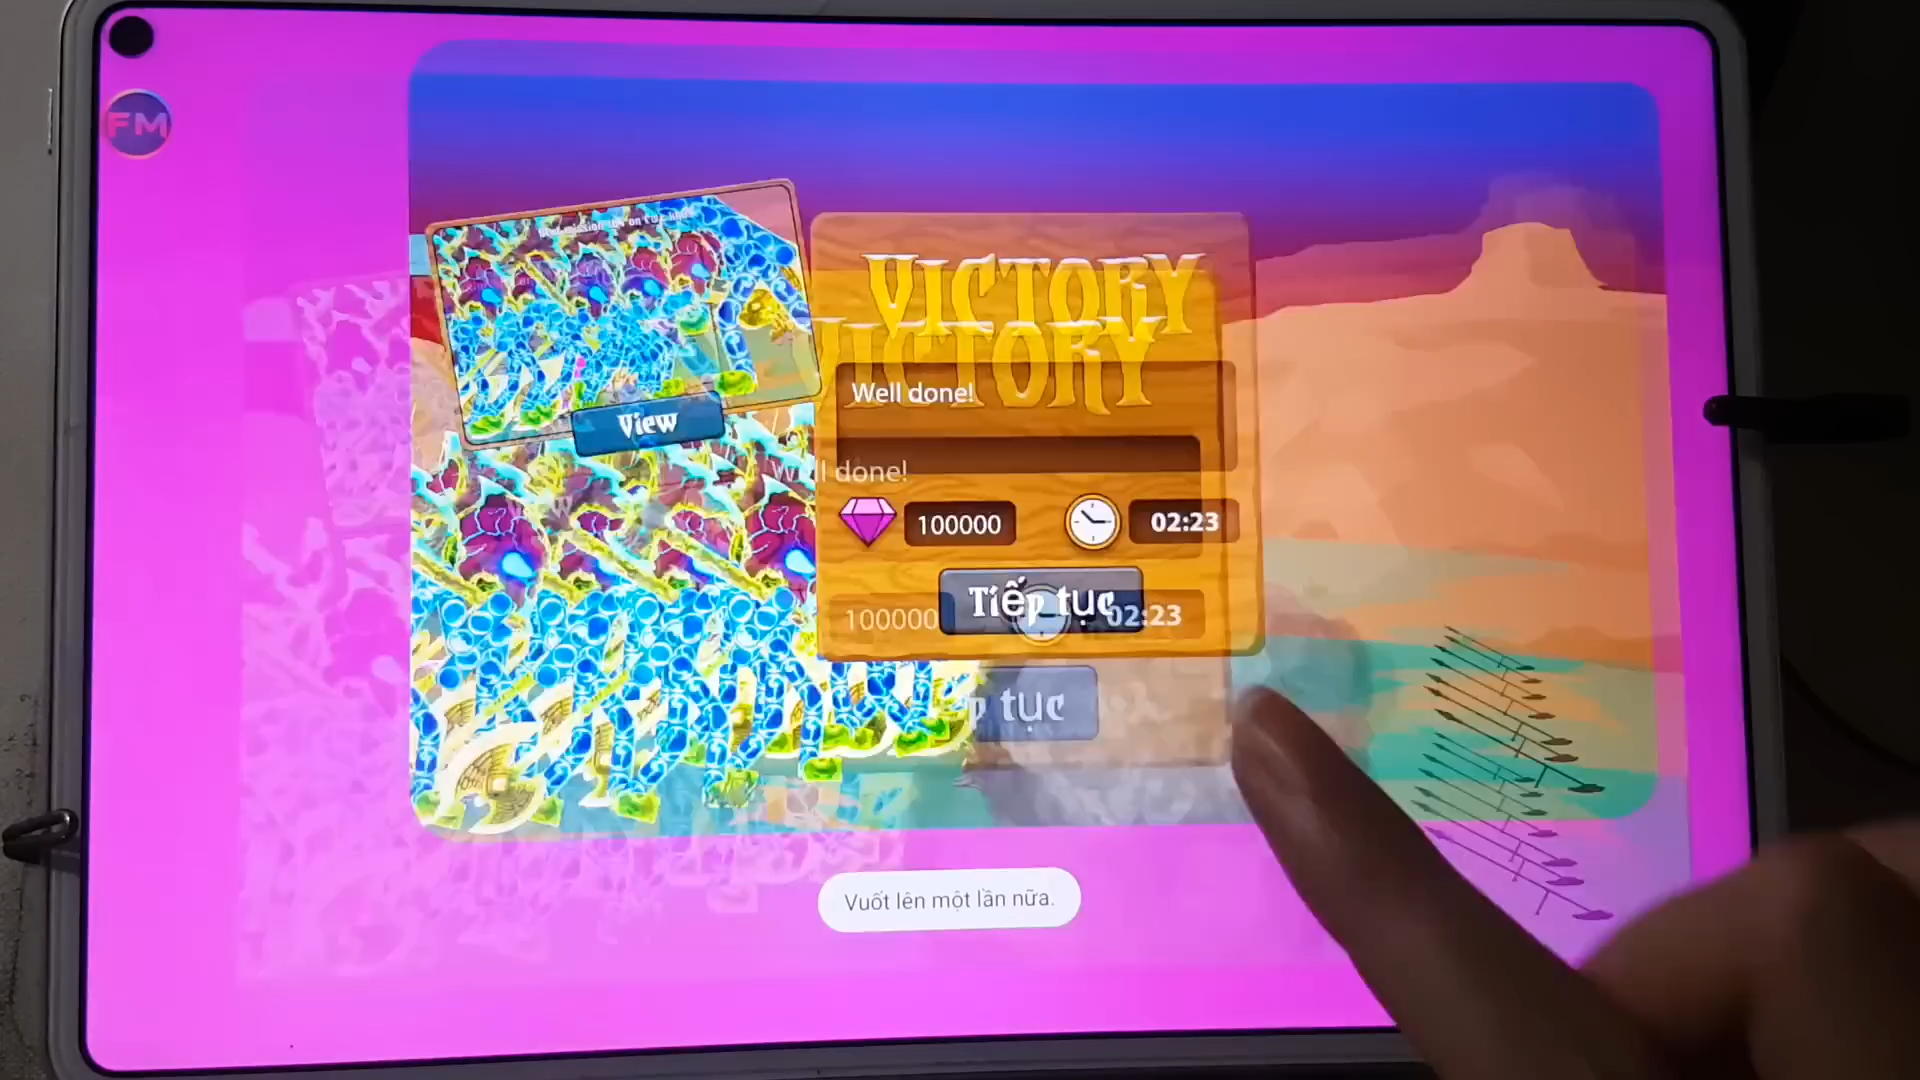 FM
View
VICTORY
VICTORY
Well done!
Well done!
100000
02:23
Tiếp tục
100000
02:23
p tục
Vuốt lên một lần nữa.